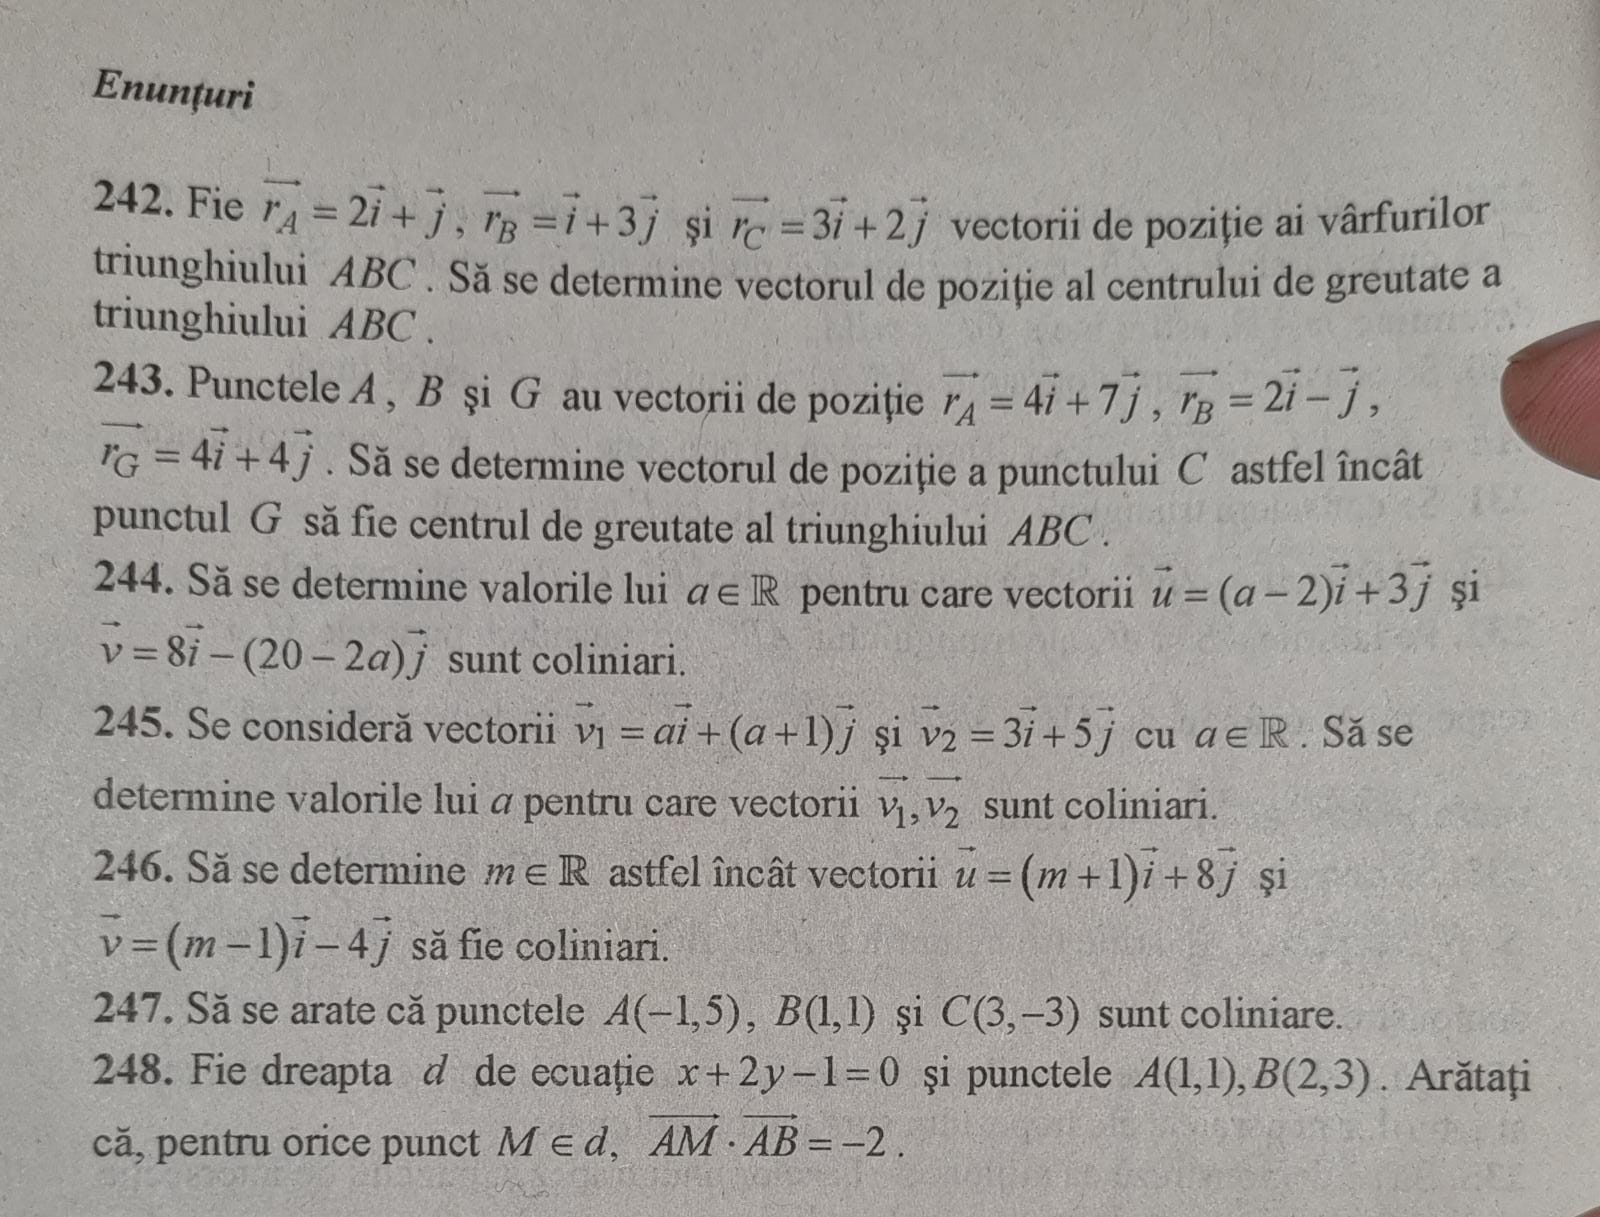 Enunţuri
242. Fie $\overrightarrow{r_A} = 2\vec{i} + \vec{j}$, $\overrightarrow{r_B} = \vec{i} + 3\vec{j}$ şi $\overrightarrow{r_C} = 3\vec{i} + 2\vec{j}$ vectorii de poziţie ai vârfurilor
triunghiului ABC. Să se determine vectorul de poziţie al centrului de greutate a
triunghiului ABC.
243. Punctele A, B şi G au vectorii de poziţie $\overrightarrow{r_A} = 4\vec{i} + 7\vec{j}$, $\overrightarrow{r_B} = 2\vec{i} - \vec{j}$,
$\overrightarrow{r_G} = 4\vec{i} + 4\vec{j}$. Să se determine vectorul de poziţie a punctului C astfel încât
punctul G să fie centrul de greutate al triunghiului ABC.
244. Să se determine valorile lui $a \in \mathbb{R}$ pentru care vectorii $\vec{u} = (a-2)\vec{i} + 3\vec{j}$ şi
$\vec{v} = 8\vec{i} - (20-2a)\vec{j}$ sunt coliniari.
245. Se consideră vectorii $\vec{v_1} = a\vec{i} + (a+1)\vec{j}$ şi $\vec{v_2} = 3\vec{i} + 5\vec{j}$ cu $a \in \mathbb{R}$. Să se
determine valorile lui a pentru care vectorii $\overrightarrow{v_1}, \overrightarrow{v_2}$ sunt coliniari.
246. Să se determine $m \in \mathbb{R}$ astfel încât vectorii $\vec{u} = (m+1)\vec{i} + 8\vec{j}$ şi
$\vec{v} = (m-1)\vec{i} - 4\vec{j}$ să fie coliniari.
247. Să se arate că punctele $A(-1,5)$, $B(1,1)$ şi $C(3,-3)$ sunt coliniare.
248. Fie dreapta d de ecuaţie $x + 2y - 1 = 0$ şi punctele $A(1,1), B(2,3)$. Arătaţi
că, pentru orice punct $M \in d$, $\overrightarrow{AM} \cdot \overrightarrow{AB} = -2$.